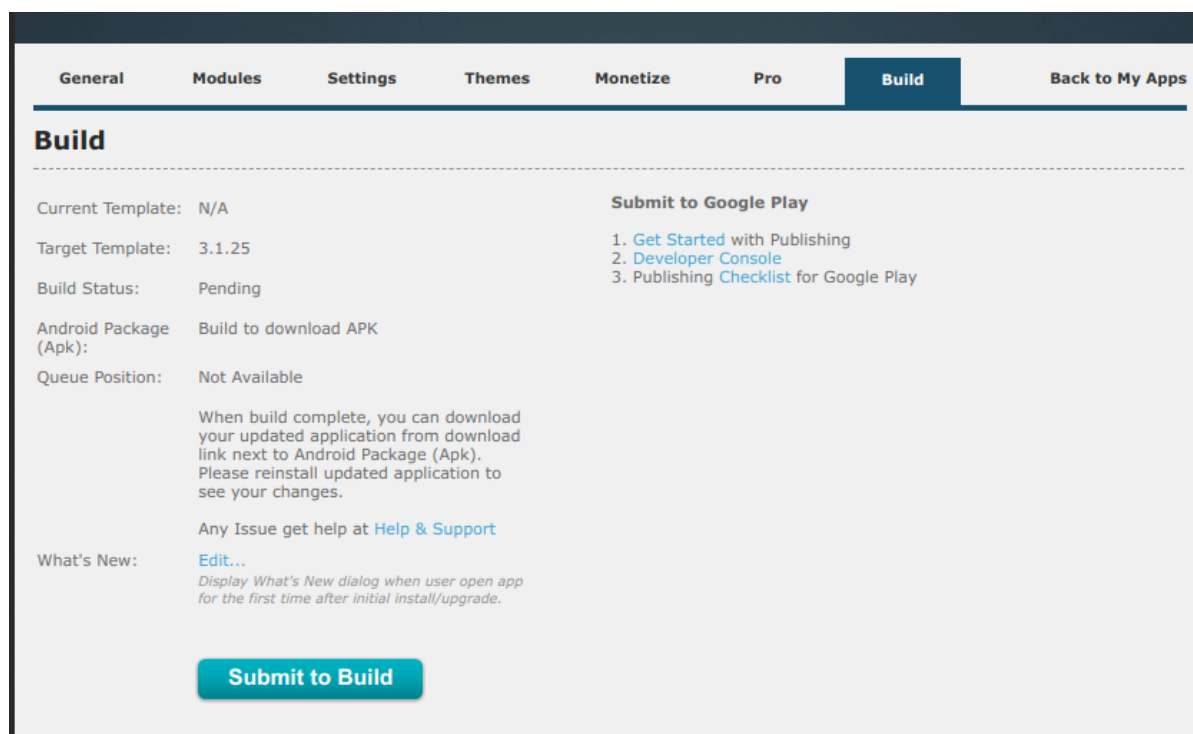 General Modules Settings Themes Monetize Pro Build Back to My Apps
Build
Current Template: N/A
Target Template: 3.1.25
Build Status: Pending
Android Package (Apk): Build to download APK
Queue Position: Not Available
When build complete, you can download
your updated application from download
link next to Android Package (Apk).
Please reinstall updated application to
see your changes.
Any Issue get help at Help & Support
What's New: Edit...
Display What's New dialog when user open app
for the first time after initial install/upgrade.
Submit to Build
Submit to Google Play
1. Get Started with Publishing
2. Developer Console
3. Publishing Checklist for Google Play